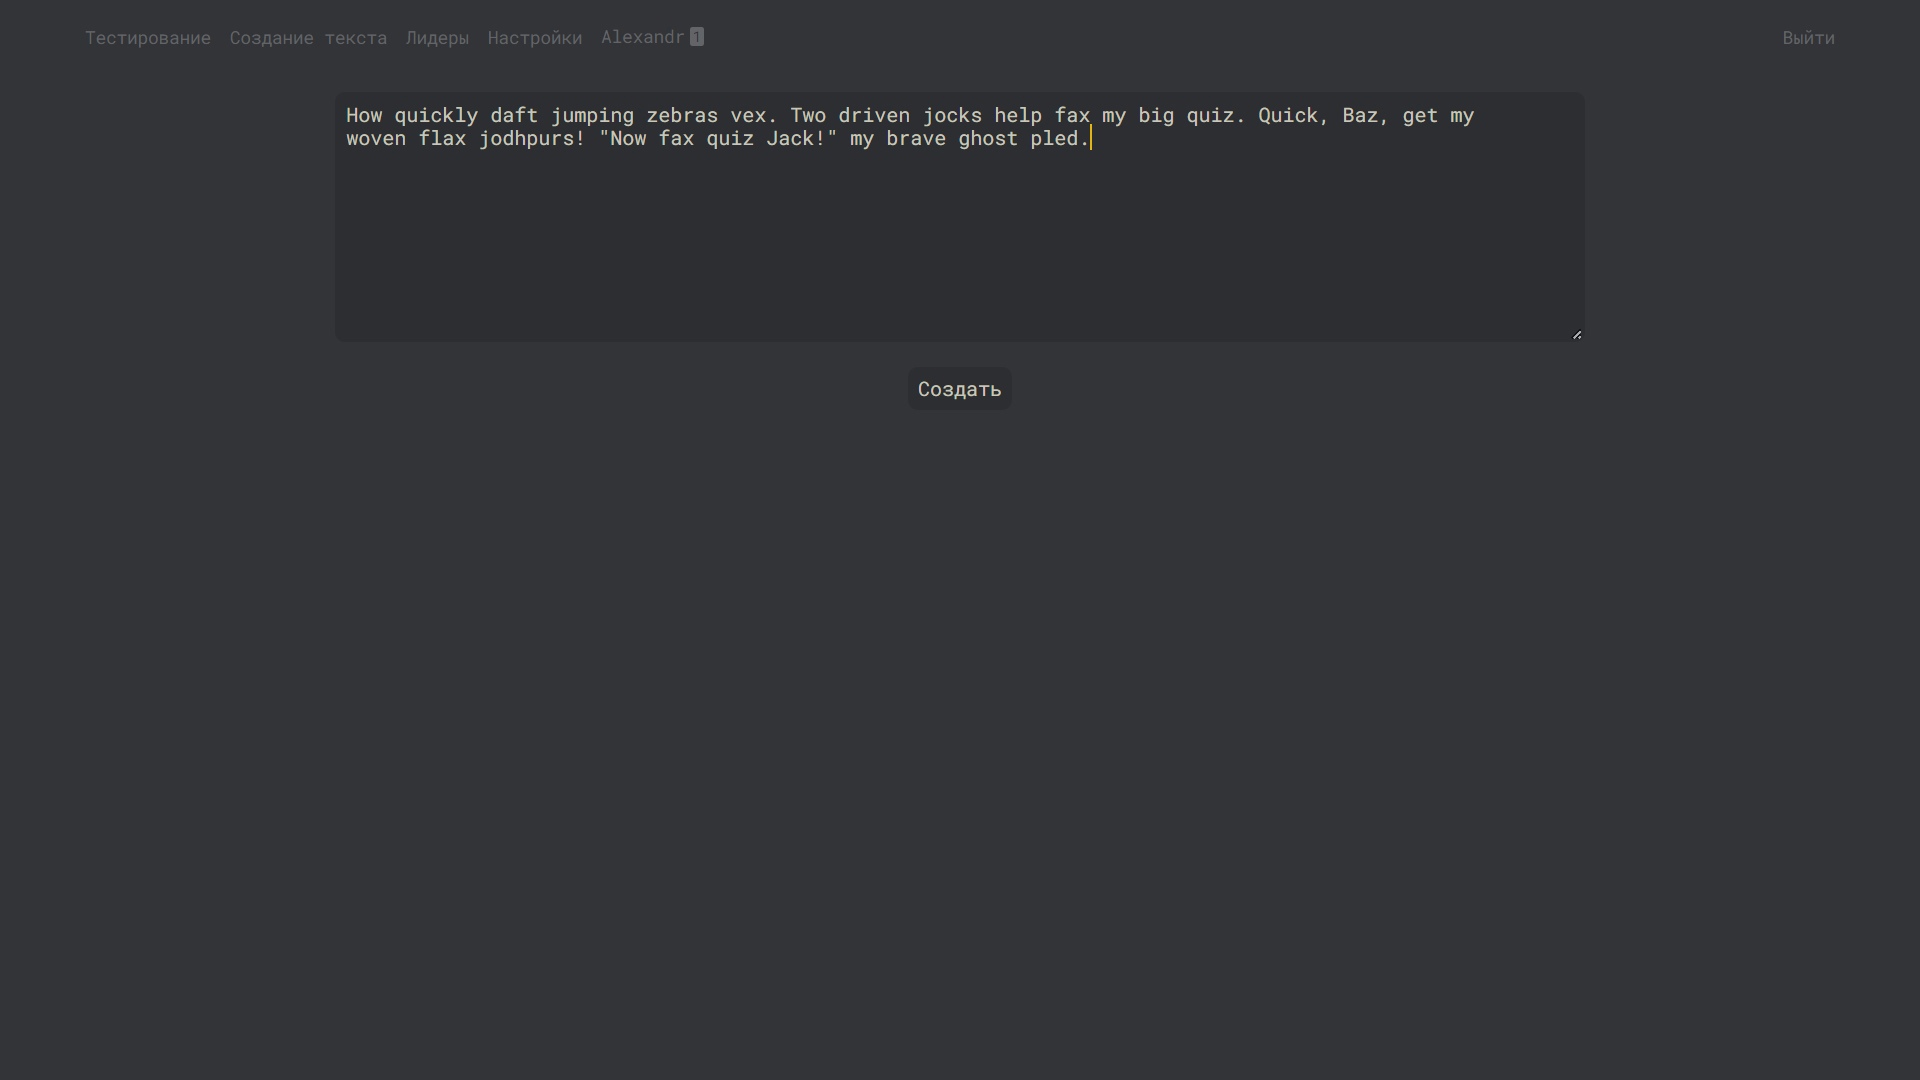 Тестирование Создание текста Лидеры Настройки Alexandr 1 Выйти
How quickly daft jumping zebras vex. Two driven jocks help fax my big quiz. Quick, Baz, get my
woven flax jodhpurs! "Now fax quiz Jack!" my brave ghost pled.
Создать